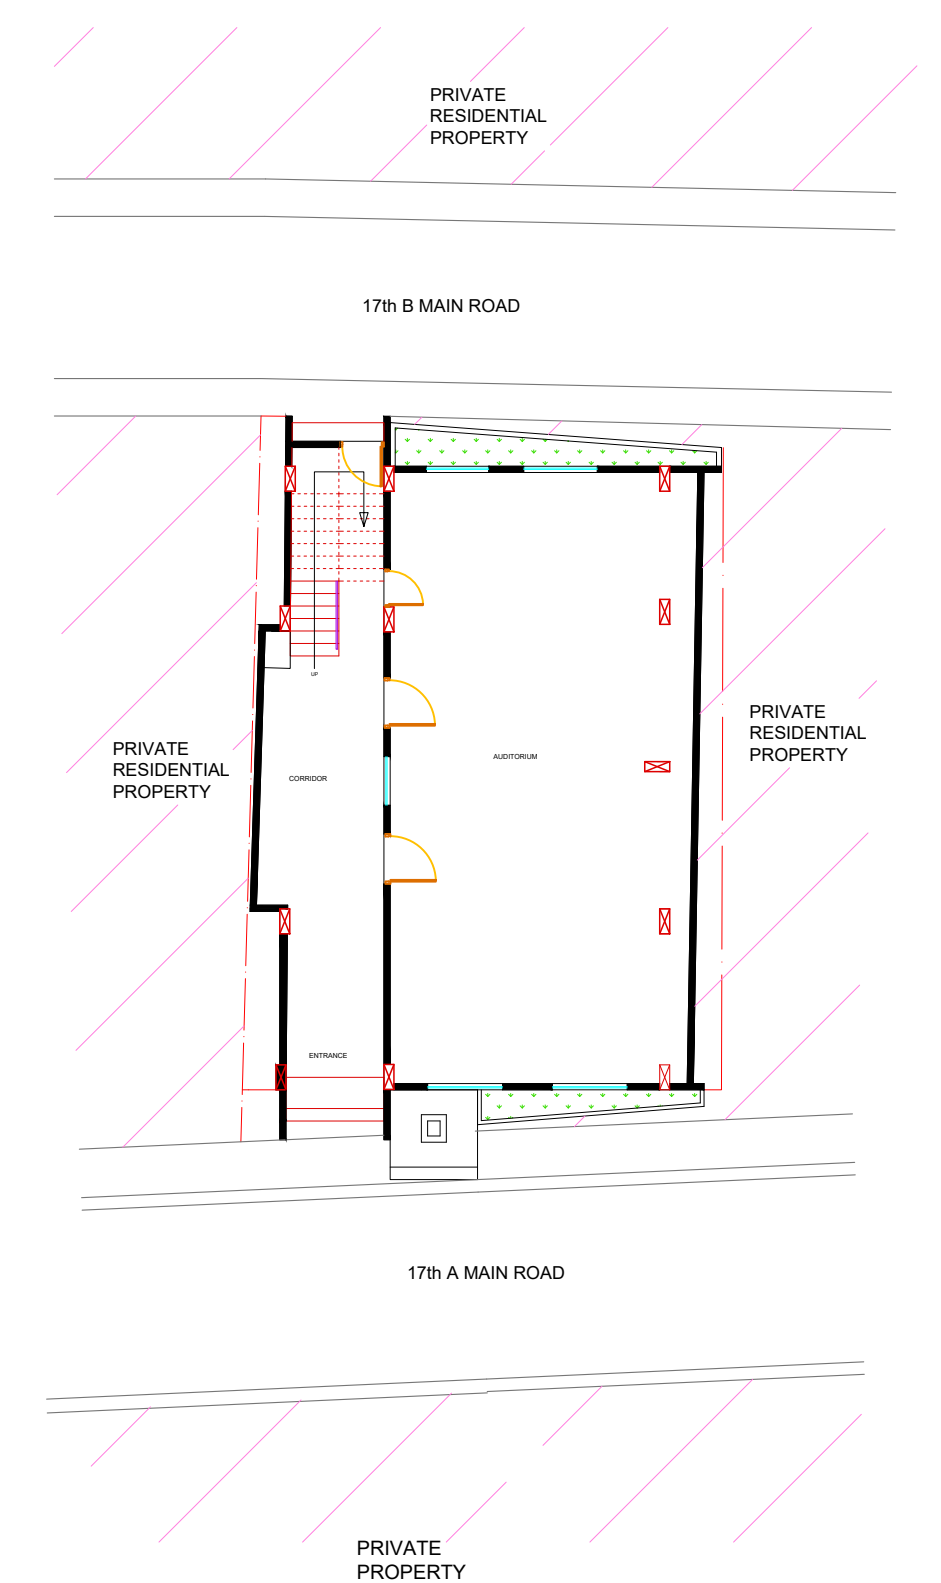 PRIVATE
RESIDENTIAL
PROPERTY
17th B MAIN ROAD
UP
PRIVATE
RESIDENTIAL
PROPERTY
PRIVATE
RESIDENTIAL
PROPERTY
AUDITORIUM
CORRIDOR
ENTRANCE
17th A MAIN ROAD
PRIVATE
PROPERTY